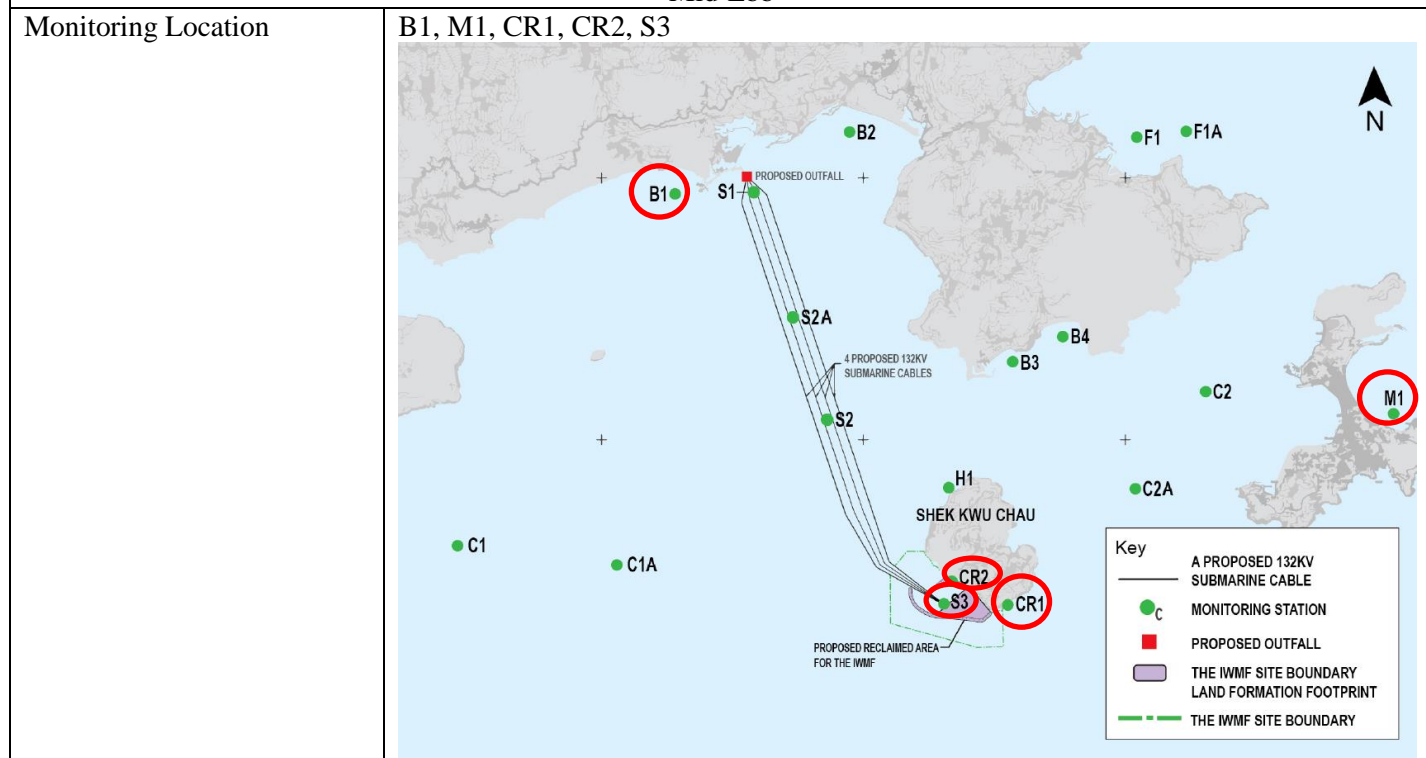 Monitoring Location
B1, M1, CR1, CR2, S3
N
B2
F1
F1A
PROPOSED OUTFALL
B1
S1
S2A
B4
B3
4 PROPOSED 132KV
SUBMARINE CABLES
C2
M1
S2
H1
C2A
SHEK KWU CHAU
C1
C1A
CR2
S3
CR1
PROPOSED RECLAIMED AREA
FOR THE IWMF
Key
A PROPOSED 132KV
SUBMARINE CABLE
C
MONITORING STATION
PROPOSED OUTFALL
THE IWMF SITE BOUNDARY
LAND FORMATION FOOTPRINT
THE IWMF SITE BOUNDARY